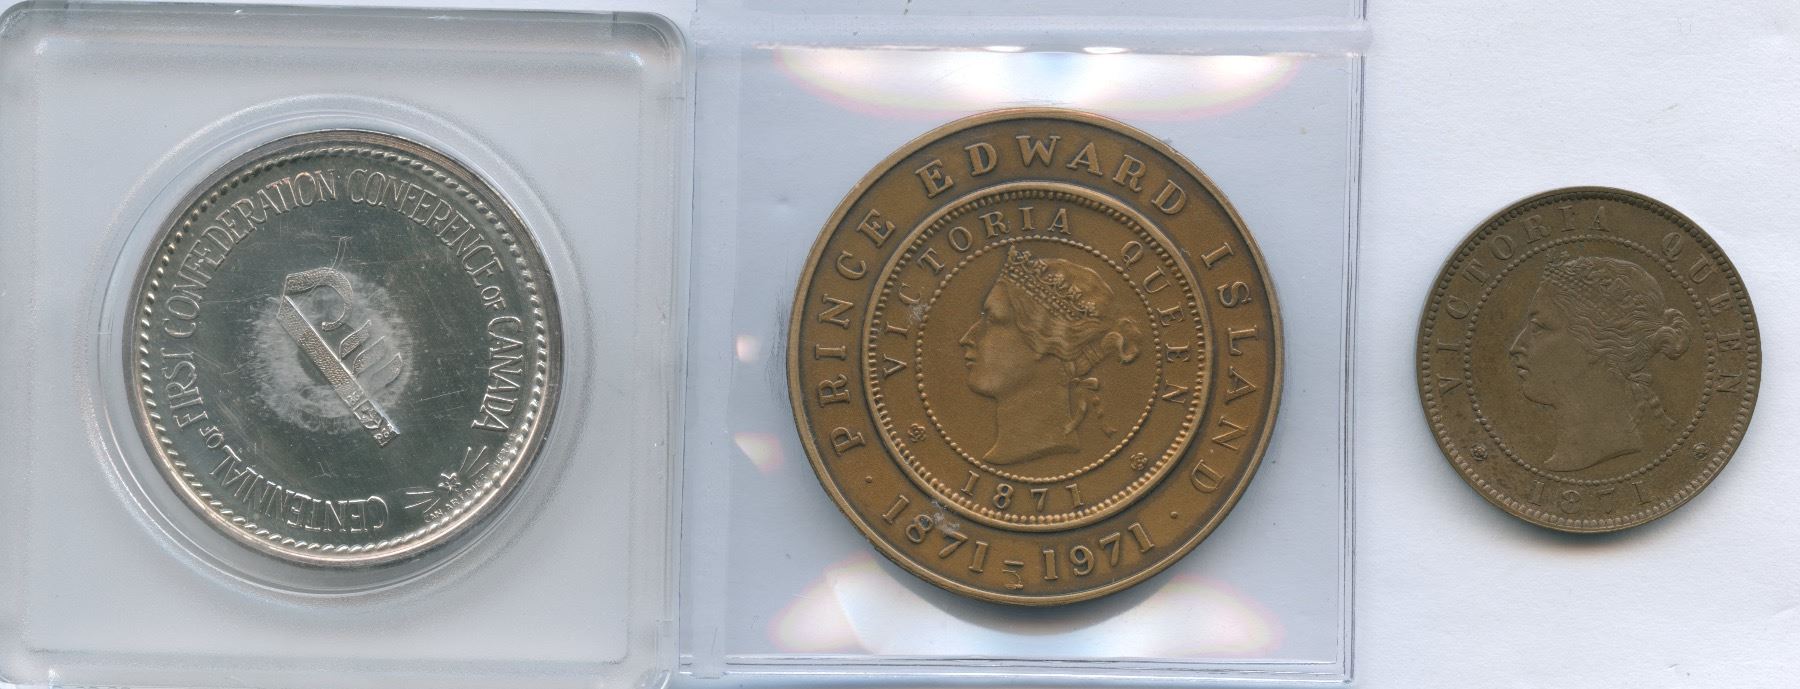 CENTENNIAL OF FIRST CONFEDERATION CONFERENCE OF CANADA
PRINCE EDWARD ISLAND
· 1871 – 1971 ·
VICTORIA QUEEN
1871
VICTORIA QUEEN
1871